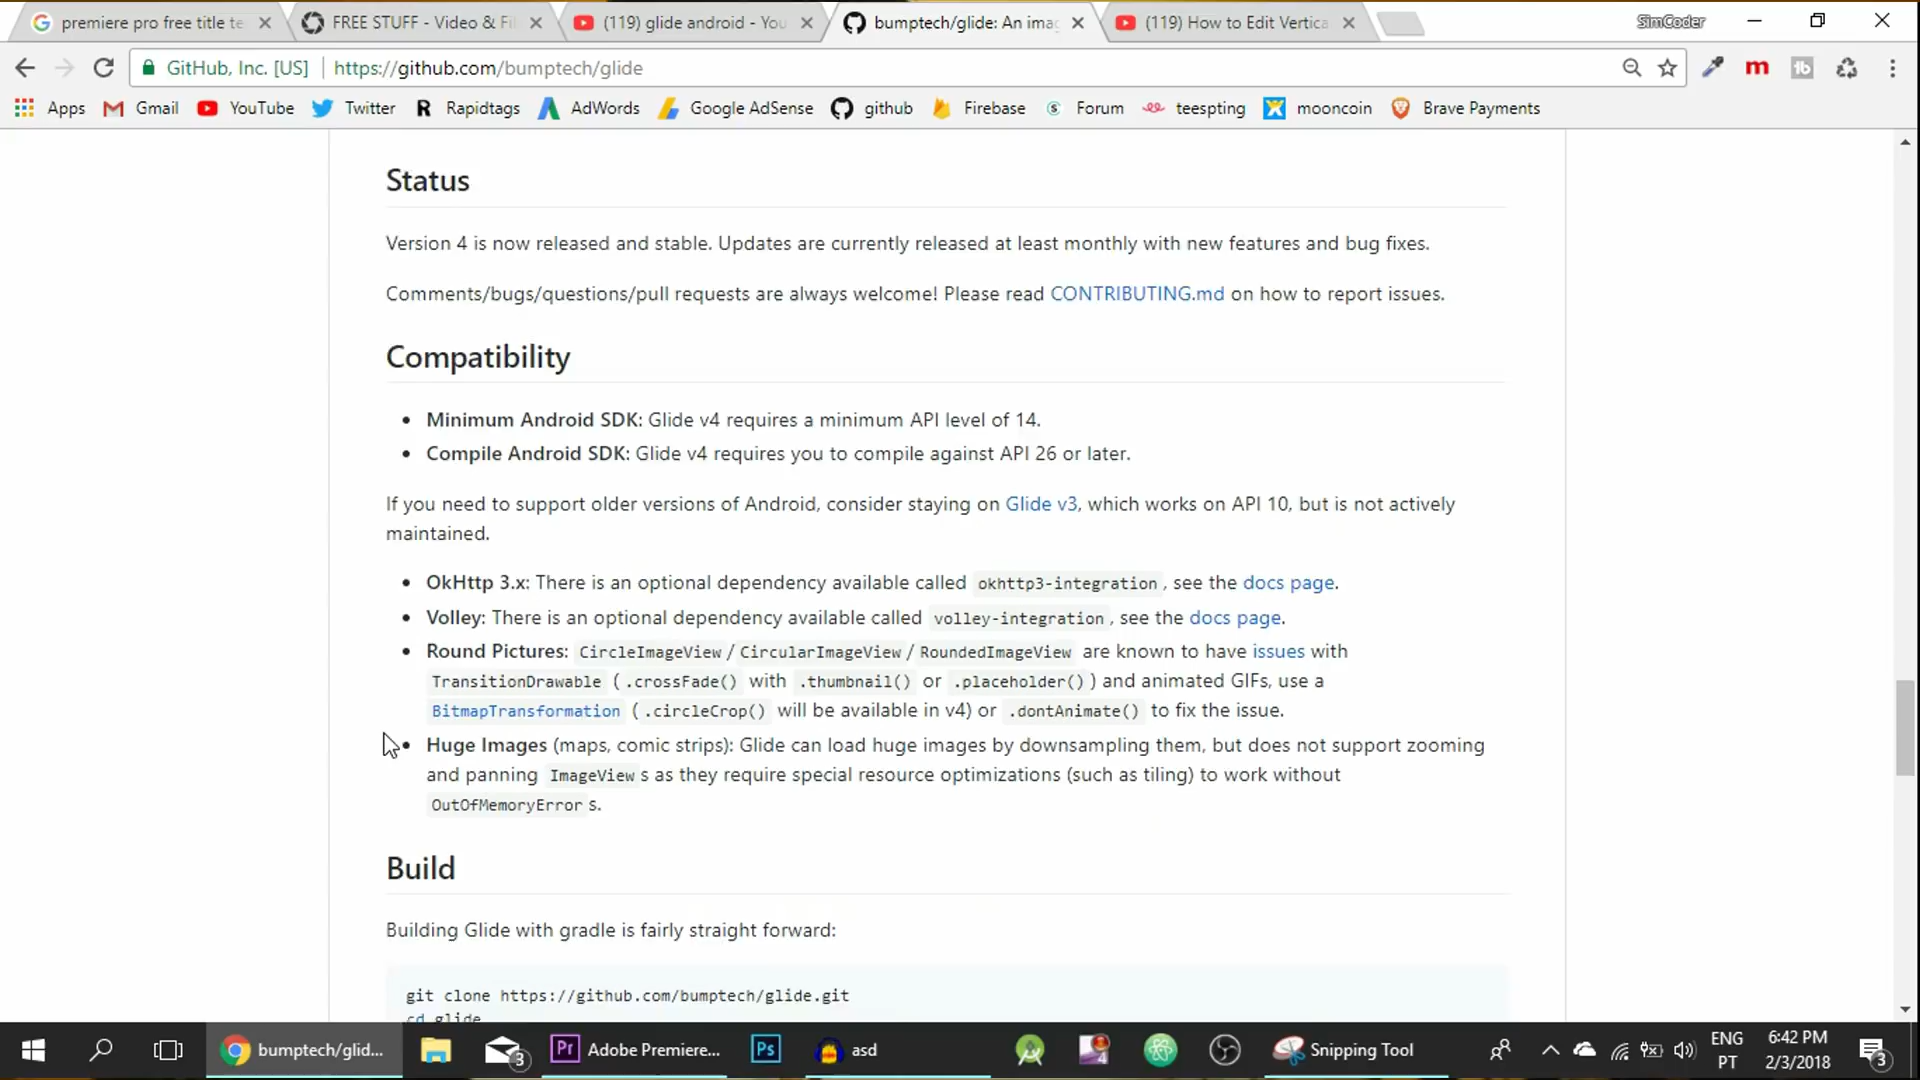 premiere pro free title te
FREE STUFF - Video & Fil
(119) glide android - You
bumptech/glide: An imag
(119) How to Edit Vertica
SimCoder
GitHub, Inc. [US]
https://github.com/bumptech/glide
Apps
Gmail
YouTube
Twitter
Rapidtags
AdWords
Google AdSense
github
Firebase
Forum
teespting
mooncoin
Brave Payments
Status
Version 4 is now released and stable. Updates are currently released at least monthly with new features and bug fixes.
Comments/bugs/questions/pull requests are always welcome! Please read CONTRIBUTING.md on how to report issues.
Compatibility
• Minimum Android SDK: Glide v4 requires a minimum API level of 14.
• Compile Android SDK: Glide v4 requires you to compile against API 26 or later.
If you need to support older versions of Android, consider staying on Glide v3, which works on API 10, but is not actively
maintained.
• OkHttp 3.x: There is an optional dependency available called okhttp3-integration, see the docs page.
• Volley: There is an optional dependency available called volley-integration, see the docs page.
• Round Pictures: CircleImageView/CircularImageView/RoundedImageView are known to have issues with
TransitionDrawable (.crossFade() with .thumbnail() or .placeholder()) and animated GIFs, use a
BitmapTransformation (.circleCrop() will be available in v4) or .dontAnimate() to fix the issue.
• Huge Images (maps, comic strips): Glide can load huge images by downsampling them, but does not support zooming
and panning ImageViews as they require special resource optimizations (such as tiling) to work without
OutOfMemoryErrors.
Build
Building Glide with gradle is fairly straight forward:
git clone https://github.com/bumptech/glide.git
cd glide
bumptech/glid...
3
Pr
Adobe Premiere...
Ps
asd
4
Snipping Tool
ENG
PT
6:42 PM
2/3/2018
3